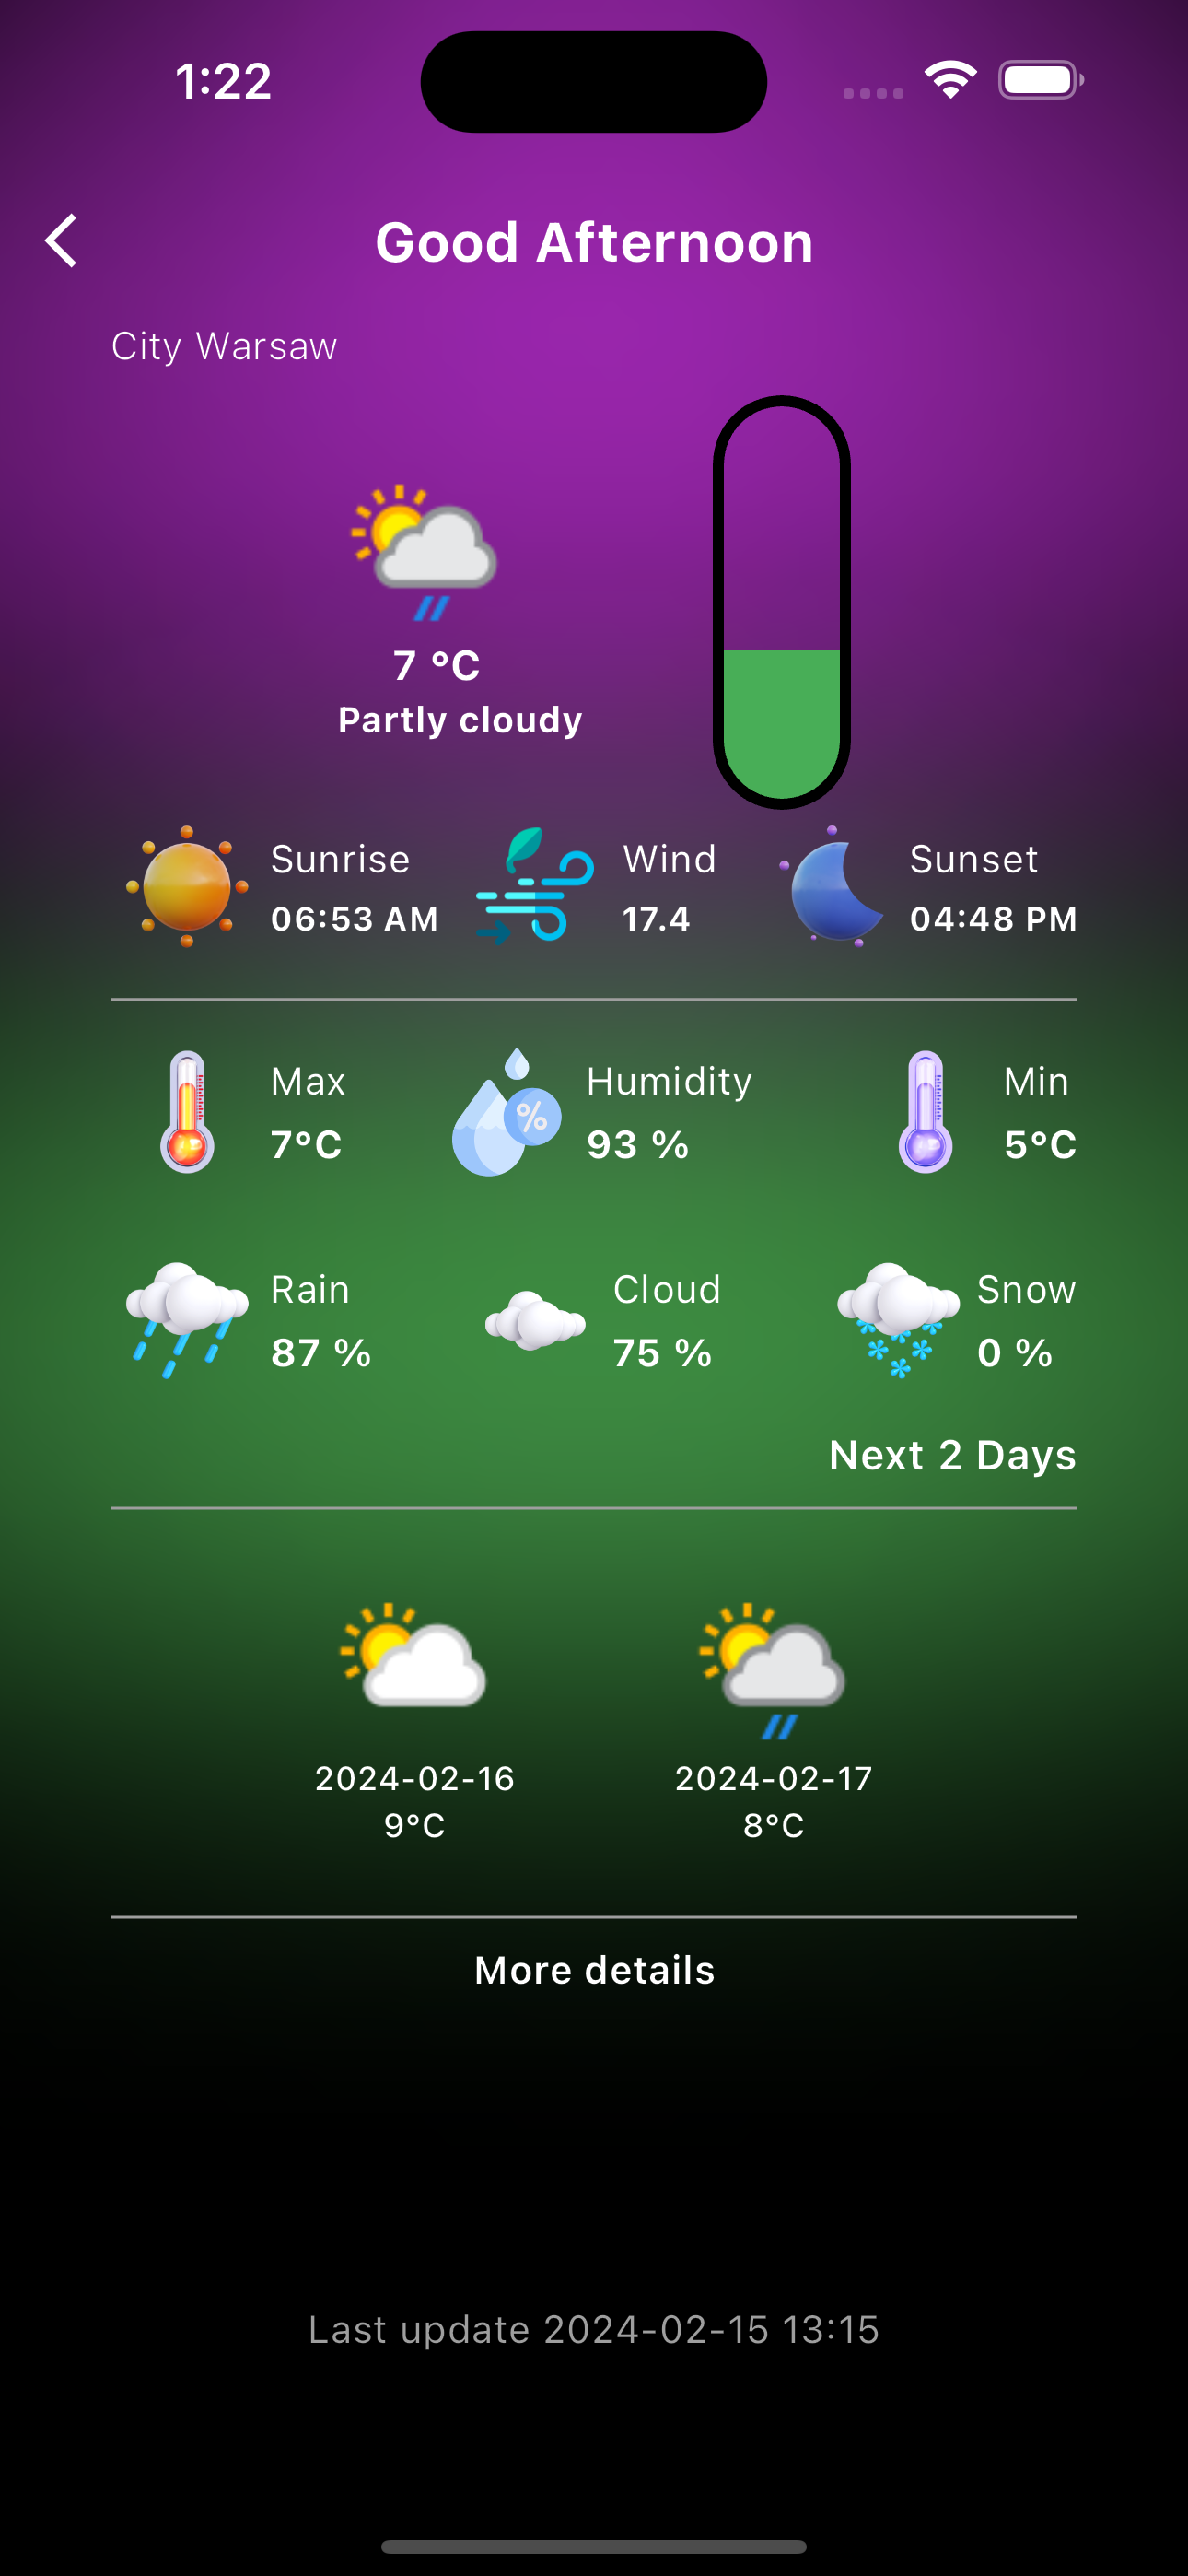 1:22
Good Afternoon
City Warsaw
7 °C
Partly cloudy
Sunrise
06:53 AM
Wind
17.4
Sunset
04:48 PM
Max
7°C
%
Humidity
93 %
Min
5°C
Rain
87 %
Cloud
75 %
Snow
0 %
Next 2 Days
2024-02-16
9°C
2024-02-17
8°C
More details
Last update 2024-02-15 13:15